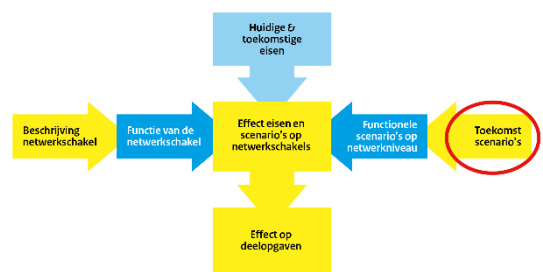 Huidige &
toekomstige
eisen
Beschrijving
netwerkschakel
Functie van de
netwerkschakel
Effect eisen en
scenario's op
netwerkschakels
Functionele
scenario's op
netwerkniveau
Toekomst
scenario's
Effect op
deelopgaven